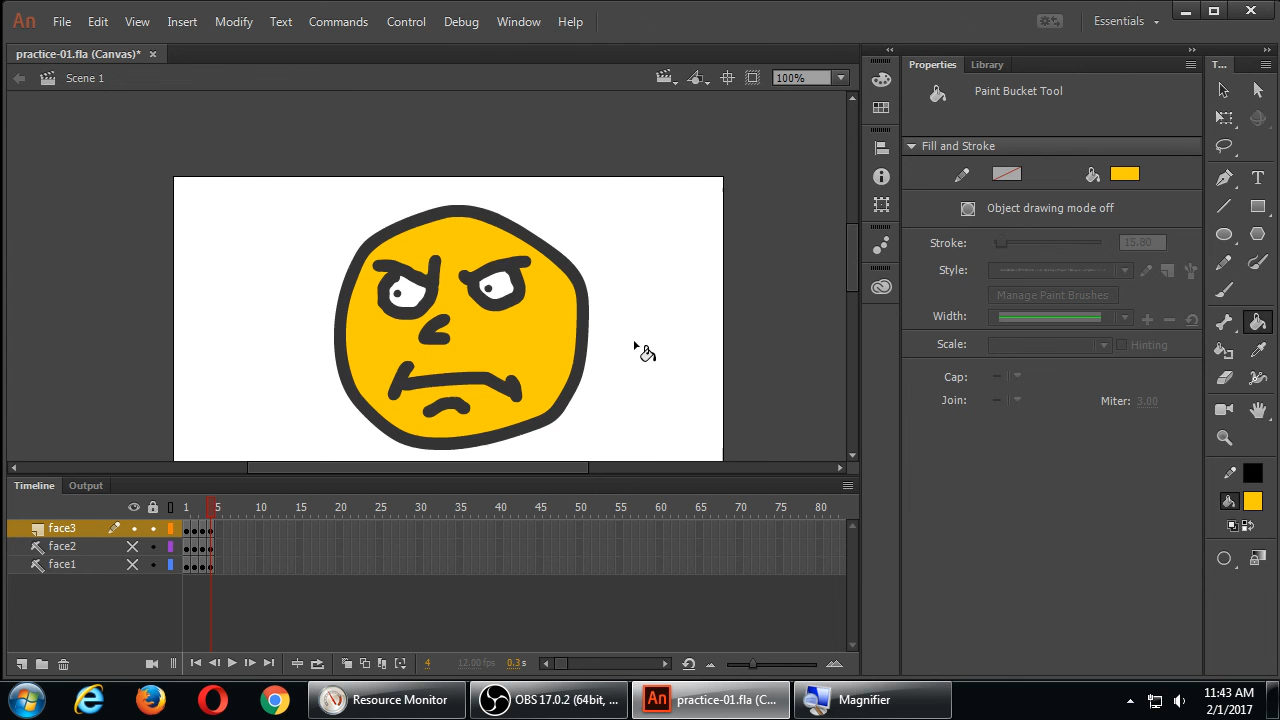 An File Edit View Insert Modify Text Commands Control Debug Window Help Essentials
practice-01.fla (Canvas)*
Scene 1
100%
Properties Library T...
Paint Bucket Tool
Fill and Stroke
Object drawing mode off
Stroke: 15.80
Style:
Manage Paint Brushes
Width:
Scale: Hinting
Cap:
Join: Miter: 3.00
Timeline Output
1 5 10 15 20 25 30 35 40 45 50 55 60 65 70 75 80
face3
face2
face1
4 12.00 fps 0.3 s
Resource Monitor OBS 17.0.2 (64bit, ... An practice-01.fla (C... Magnifier
11:43 AM
2/1/2017